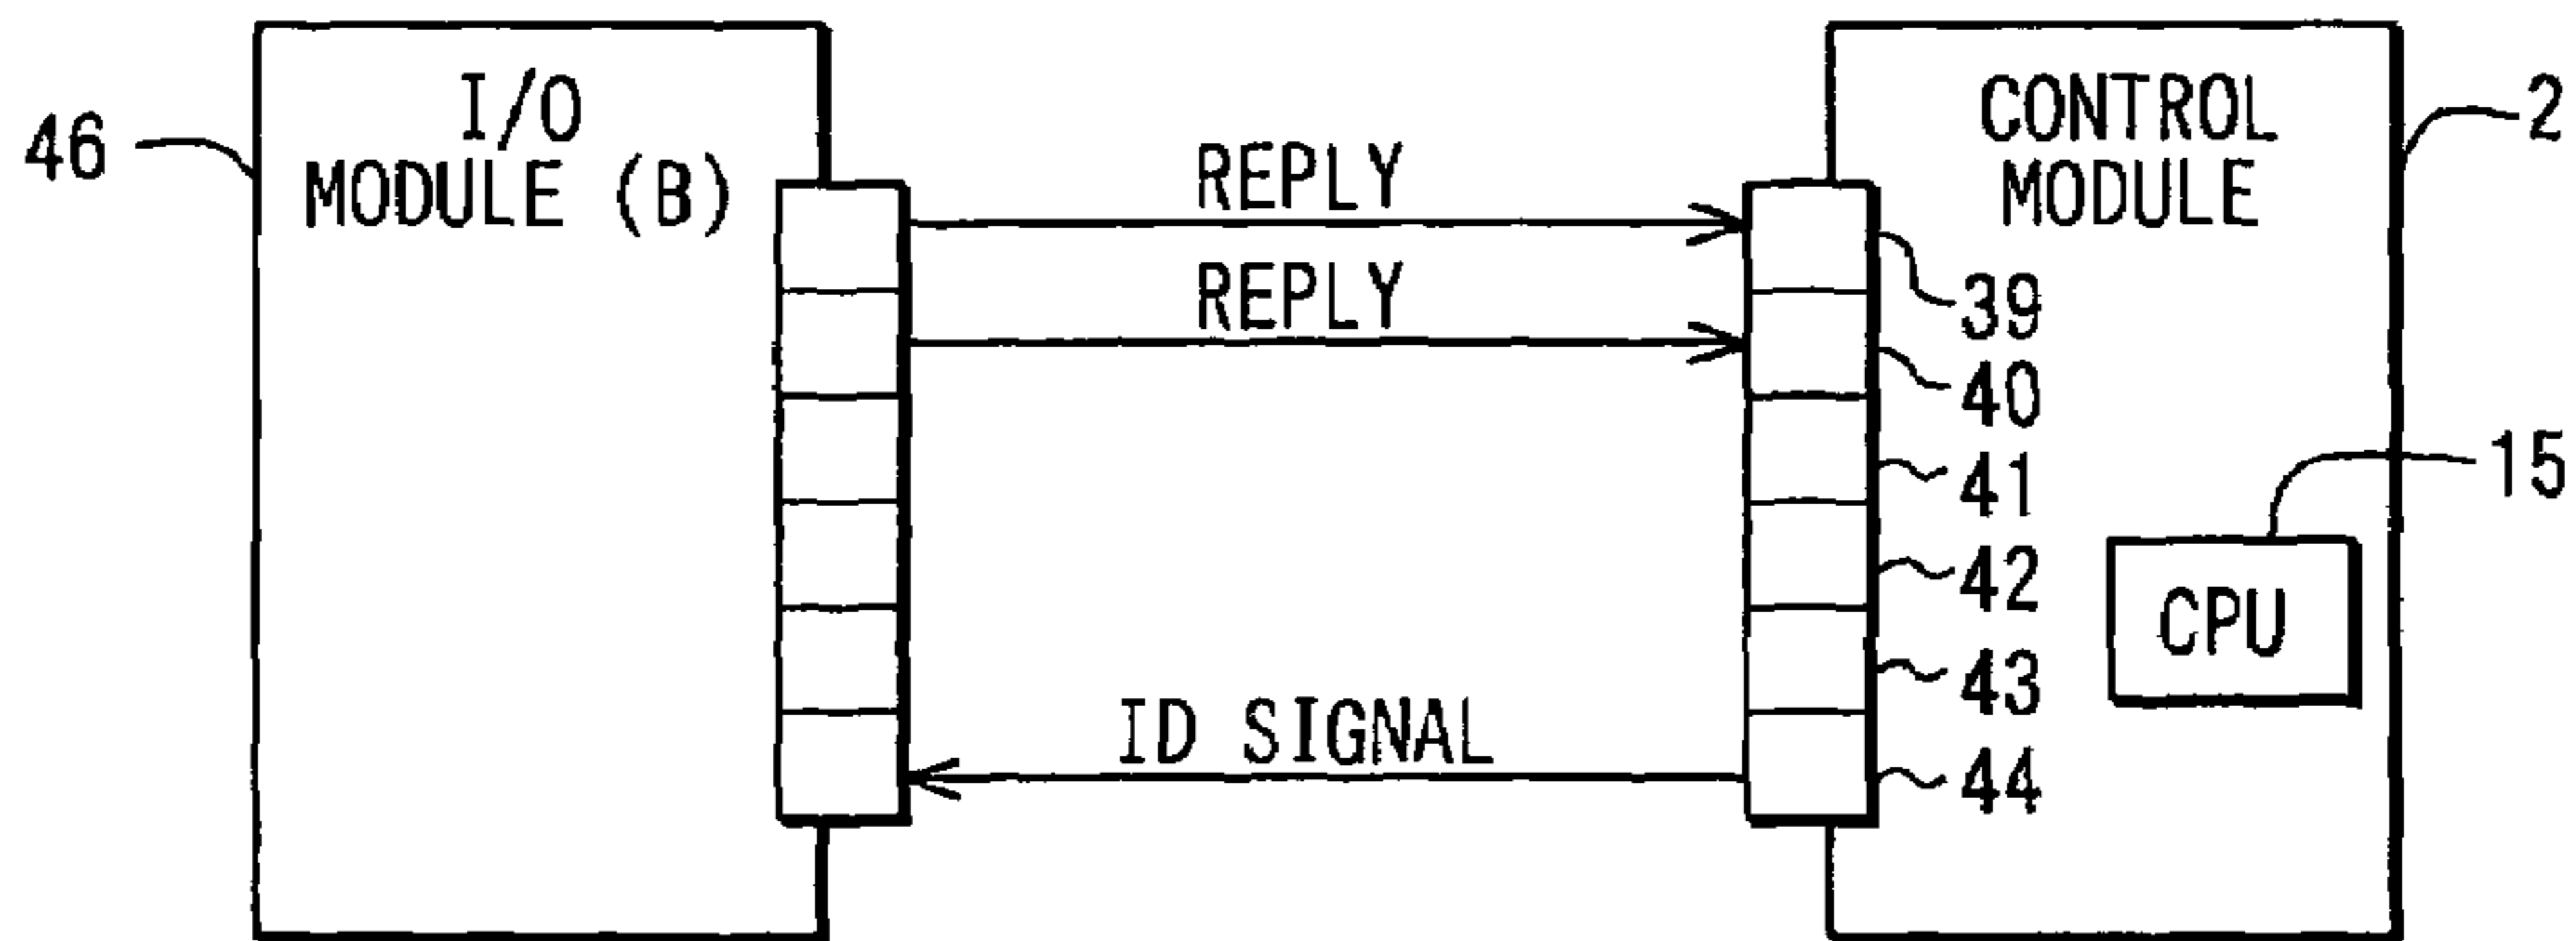 46
I/O
MODULE (B)
REPLY
REPLY
ID SIGNAL
CONTROL
MODULE
2
39
40
41
42
43
44
15
CPU